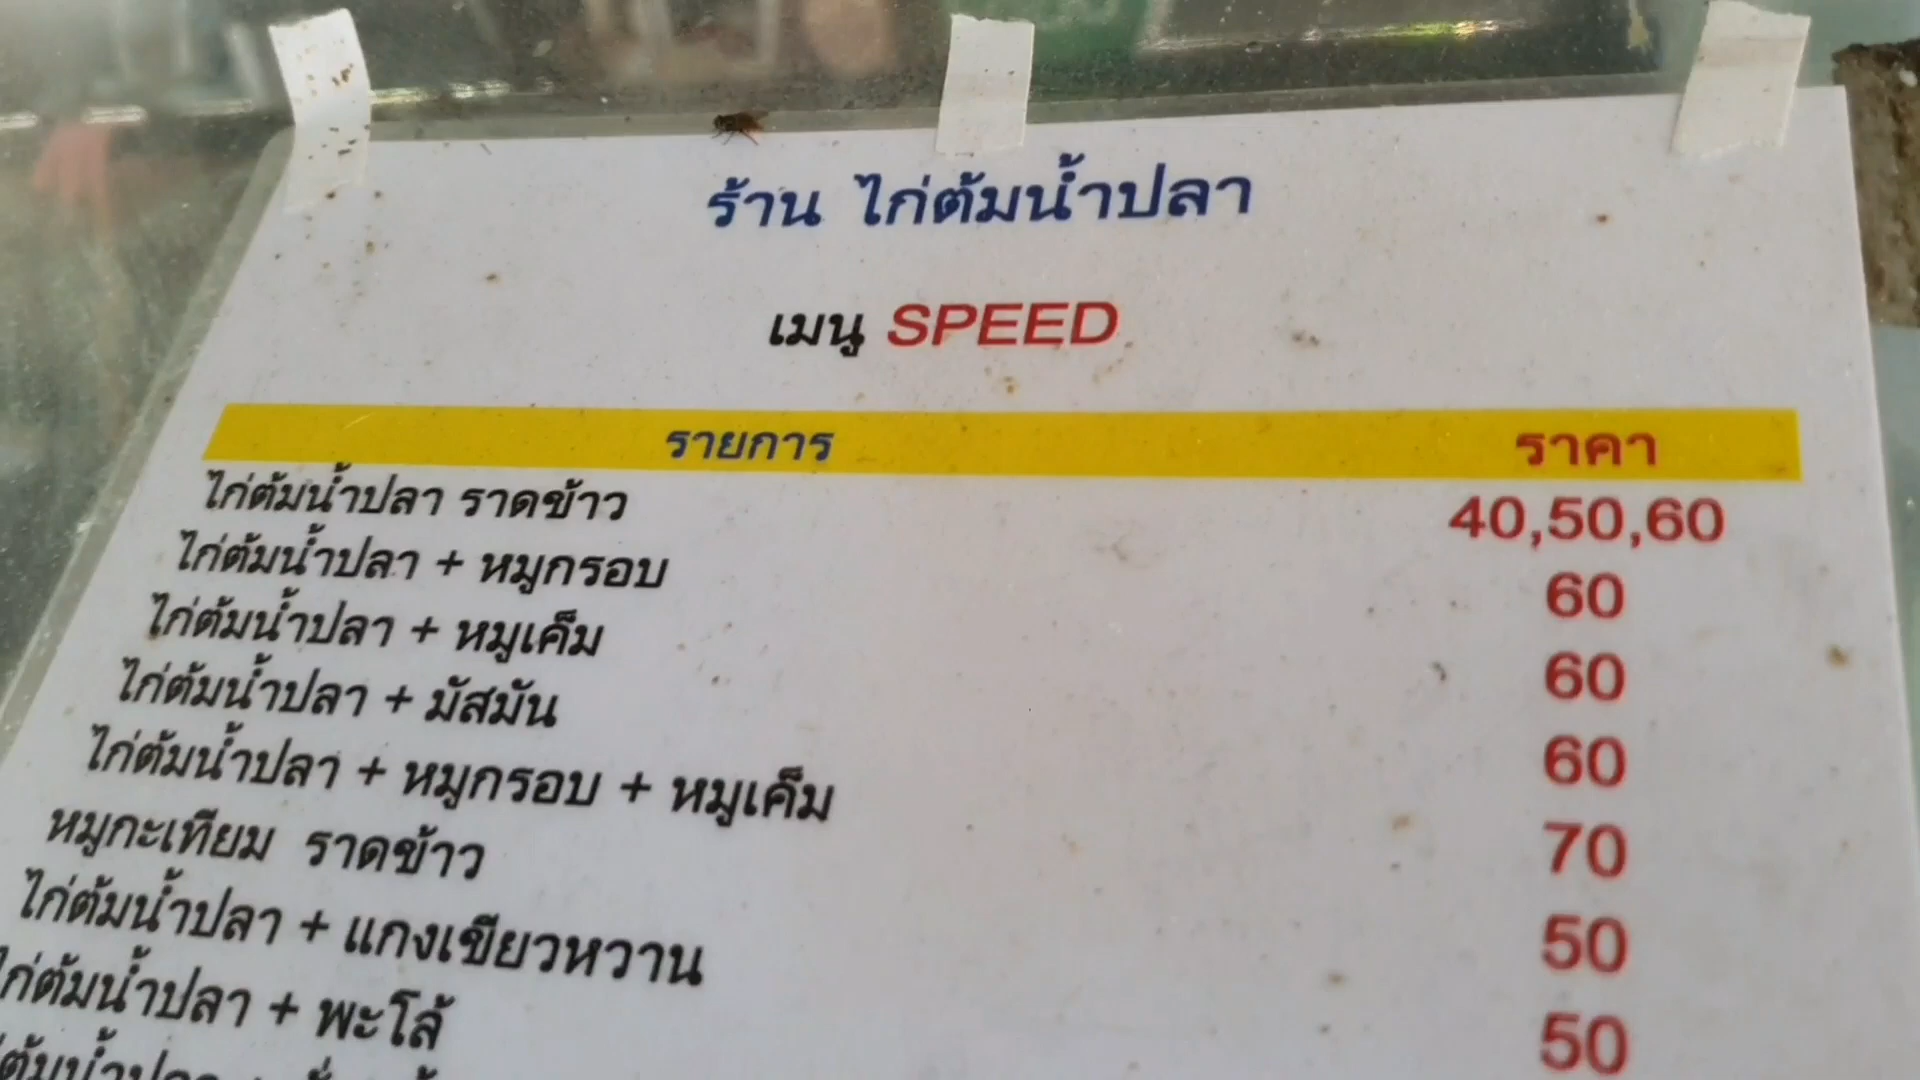 ร้าน ไก่ต้มน้ำปลา
เมนู SPEED
รายการ ราคา
ไก่ต้มน้ำปลา ราดข้าว 40,50,60
ไก่ต้มน้ำปลา + หมูกรอบ 60
ไก่ต้มน้ำปลา + หมูเค็ม 60
ไก่ต้มน้ำปลา + มัสมัน 60
ไก่ต้มน้ำปลา + หมูกรอบ + หมูเค็ม 70
หมูกะเทียม ราดข้าว 50
ไก่ต้มน้ำปลา + แกงเขียวหวาน 50
ไก่ต้มน้ำปลา + พะโล้